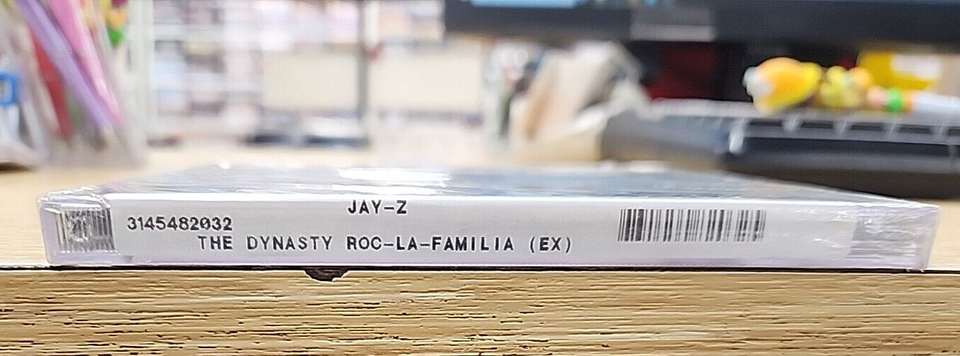 JAY-Z
3145482032
THE DYNASTY ROC-LA-FAMILIA (EX)